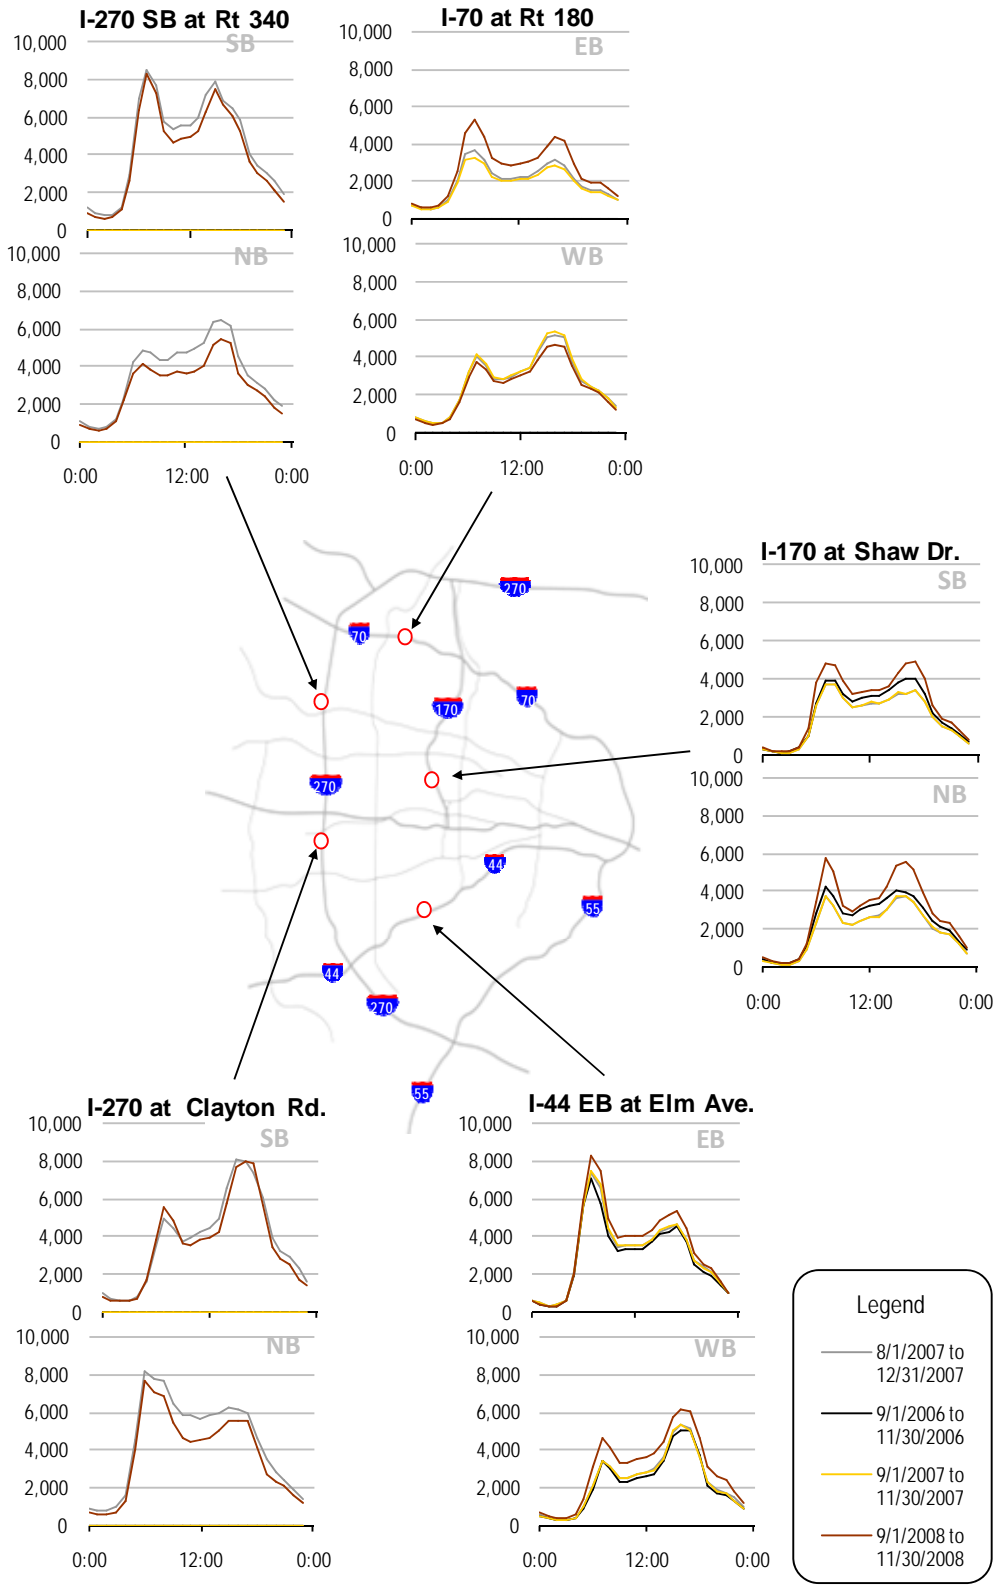 I-270 SB at Rt 340
SB
10,000
8,000
6,000
4,000
2,000
0
NB
10,000
8,000
6,000
4,000
2,000
0
0:00 12:00 0:00
I-70 at Rt 180
EB
10,000
8,000
6,000
4,000
2,000
0
WB
10,000
8,000
6,000
4,000
2,000
0
0:00 12:00 0:00
I-170 at Shaw Dr.
SB
10,000
8,000
6,000
4,000
2,000
0
NB
10,000
8,000
6,000
4,000
2,000
0
0:00 12:00 0:00
270
70
170
70
270
44
55
44
270
55
I-270 at Clayton Rd.
SB
10,000
8,000
6,000
4,000
2,000
0
NB
10,000
8,000
6,000
4,000
2,000
0
0:00 12:00 0:00
I-44 EB at Elm Ave.
EB
10,000
8,000
6,000
4,000
2,000
0
WB
10,000
8,000
6,000
4,000
2,000
0
0:00 12:00 0:00
Legend
8/1/2007 to
12/31/2007
9/1/2006 to
11/30/2006
9/1/2007 to
11/30/2007
9/1/2008 to
11/30/2008